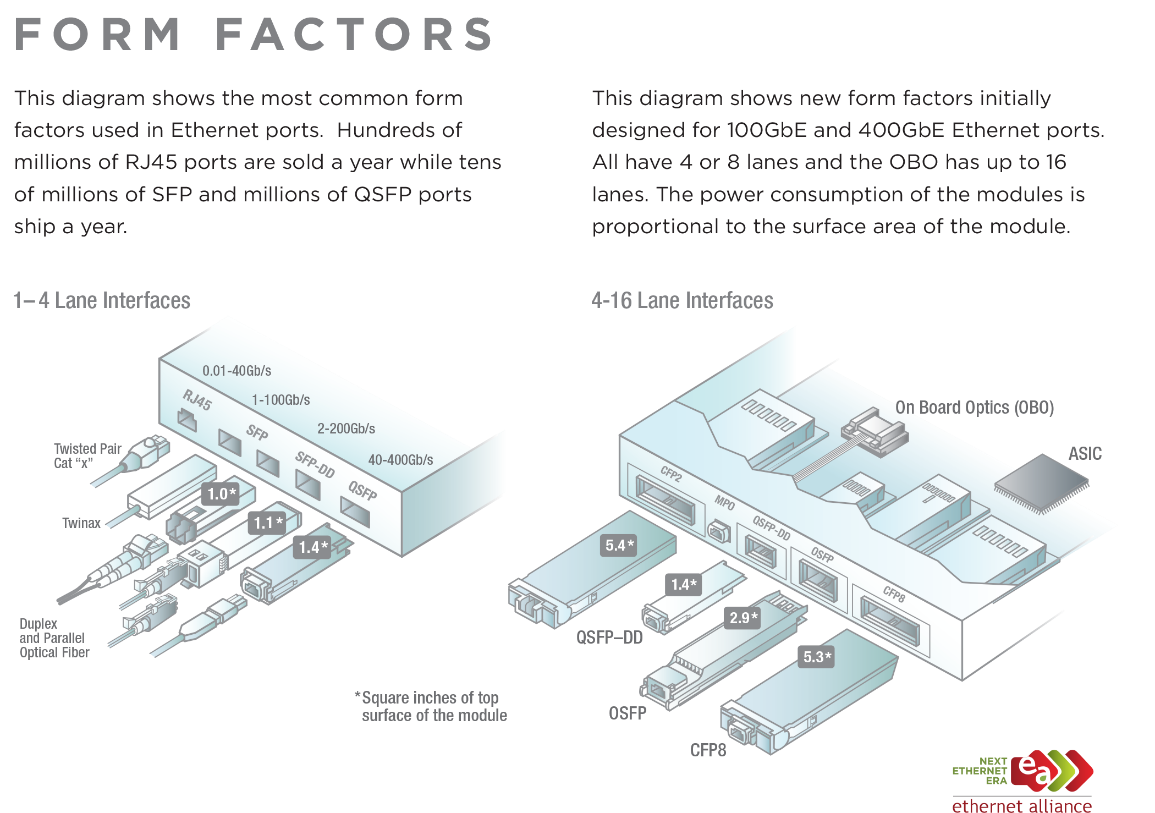 FORM FACTORS
This diagram shows the most common form
factors used in Ethernet ports.  Hundreds of
millions of RJ45 ports are sold a year while tens
of millions of SFP and millions of QSFP ports
ship a year.
This diagram shows new form factors initially
designed for 100GbE and 400GbE Ethernet ports.
All have 4 or 8 lanes and the OBO has up to 16
lanes. The power consumption of the modules is
proportional to the surface area of the module.
1–4 Lane Interfaces
0.01-40Gb/s
RJ45
1-100Gb/s
SFP
2-200Gb/s
SFP-DD
40-400Gb/s
QSFP
Twisted Pair
Cat “x”
1.0*
Twinax
1.1*
1.4*
Duplex
and Parallel
Optical Fiber
*Square inches of top
surface of the module
4-16 Lane Interfaces
On Board Optics (OBO)
ASIC
CFP2
MPO
QSFP-DD
OSFP
CFP8
5.4*
1.4*
QSFP–DD
2.9*
OSFP
5.3*
CFP8
NEXT
ETHERNET
ERA
ea
ethernet alliance